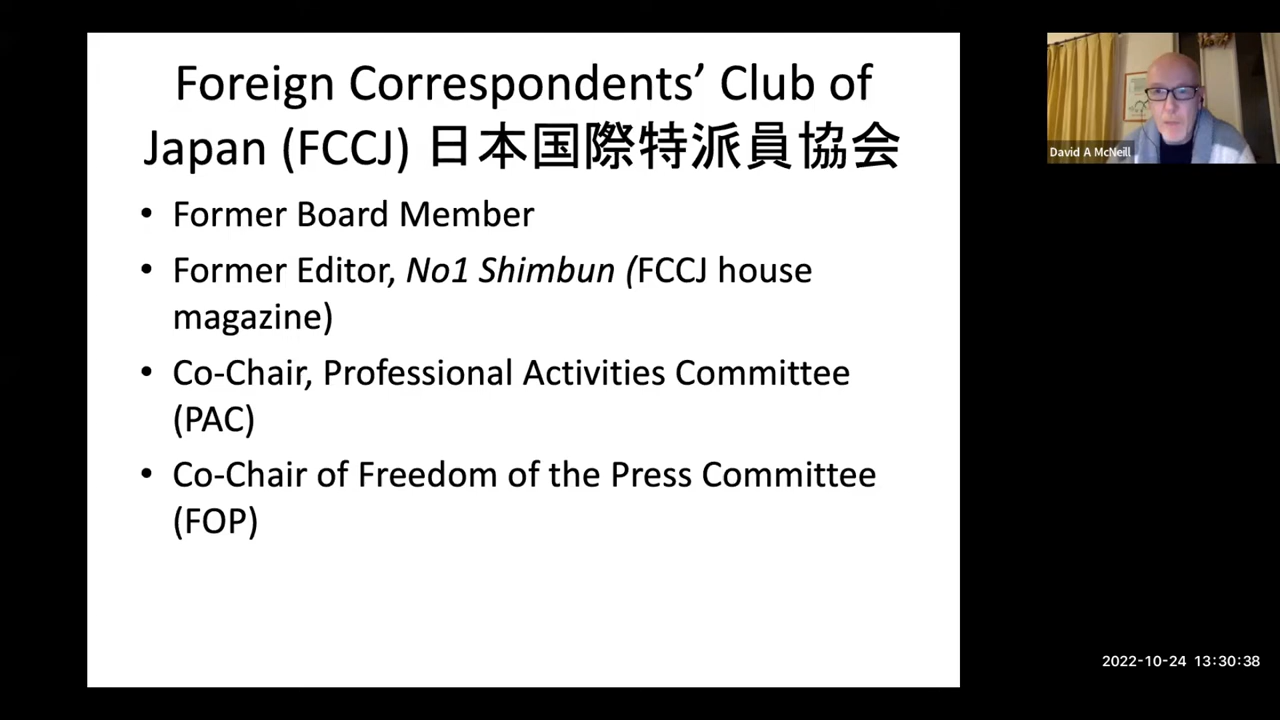 Foreign Correspondents’ Club of
Japan (FCCJ) 日本国際特派員協会
• Former Board Member
• Former Editor, No1 Shimbun (FCCJ house
magazine)
• Co-Chair, Professional Activities Committee
(PAC)
• Co-Chair of Freedom of the Press Committee
(FOP)
David A McNeill
2022-10-24 13:30:38